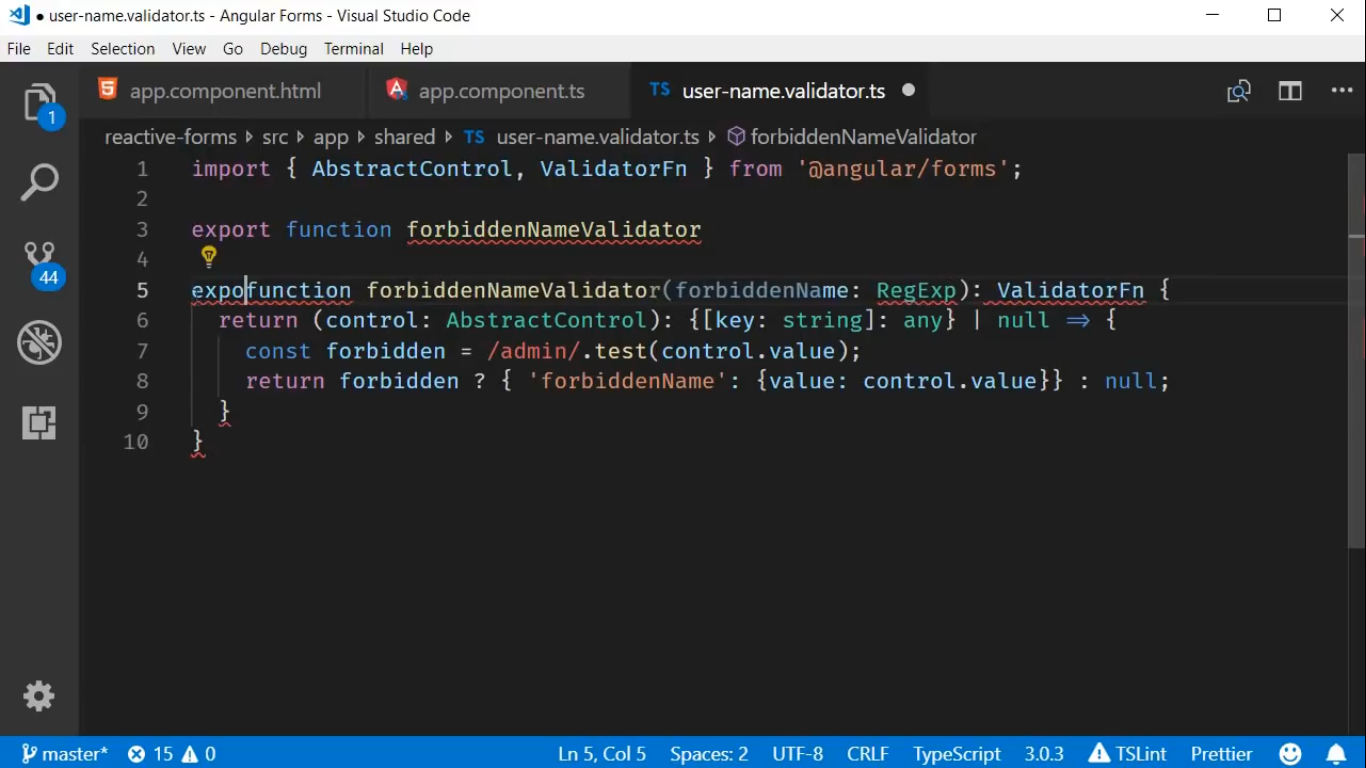 ● user-name.validator.ts - Angular Forms - Visual Studio Code
File Edit Selection View Go Debug Terminal Help
app.component.html app.component.ts TS user-name.validator.ts
1
reactive-forms src app shared TS user-name.validator.ts forbiddenNameValidator
1 import { AbstractControl, ValidatorFn } from '@angular/forms';
2
3 export function forbiddenNameValidator
4
5 expofunction forbiddenNameValidator(forbiddenName: RegExp): ValidatorFn {
6 return (control: AbstractControl): {[key: string]: any} | null => {
7 const forbidden = /admin/.test(control.value);
8 return forbidden ? { 'forbiddenName': {value: control.value}} : null;
9 }
10 }
44
master* 15 0 Ln 5, Col 5 Spaces: 2 UTF-8 CRLF TypeScript 3.0.3 TSLint Prettier